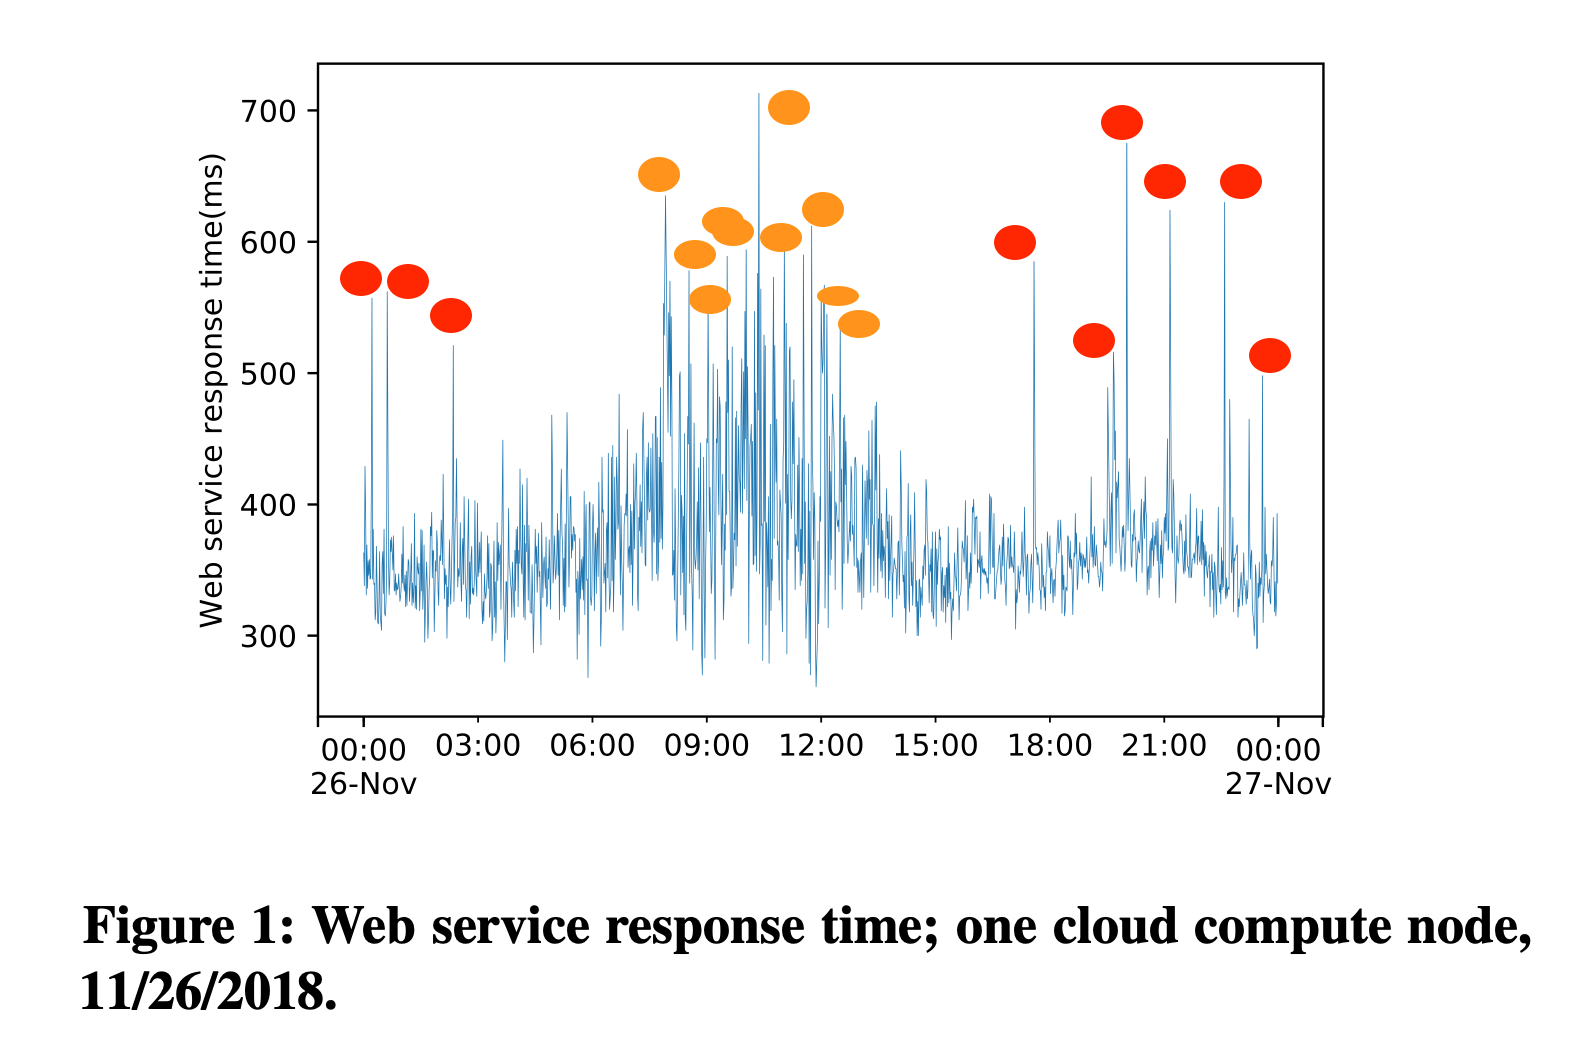 700
600
500
400
300
Web service response time(ms)
00:00 03:00 06:00 09:00 12:00 15:00 18:00 21:00 00:00
26-Nov 27-Nov
Figure 1: Web service response time; one cloud compute node,
11/26/2018.